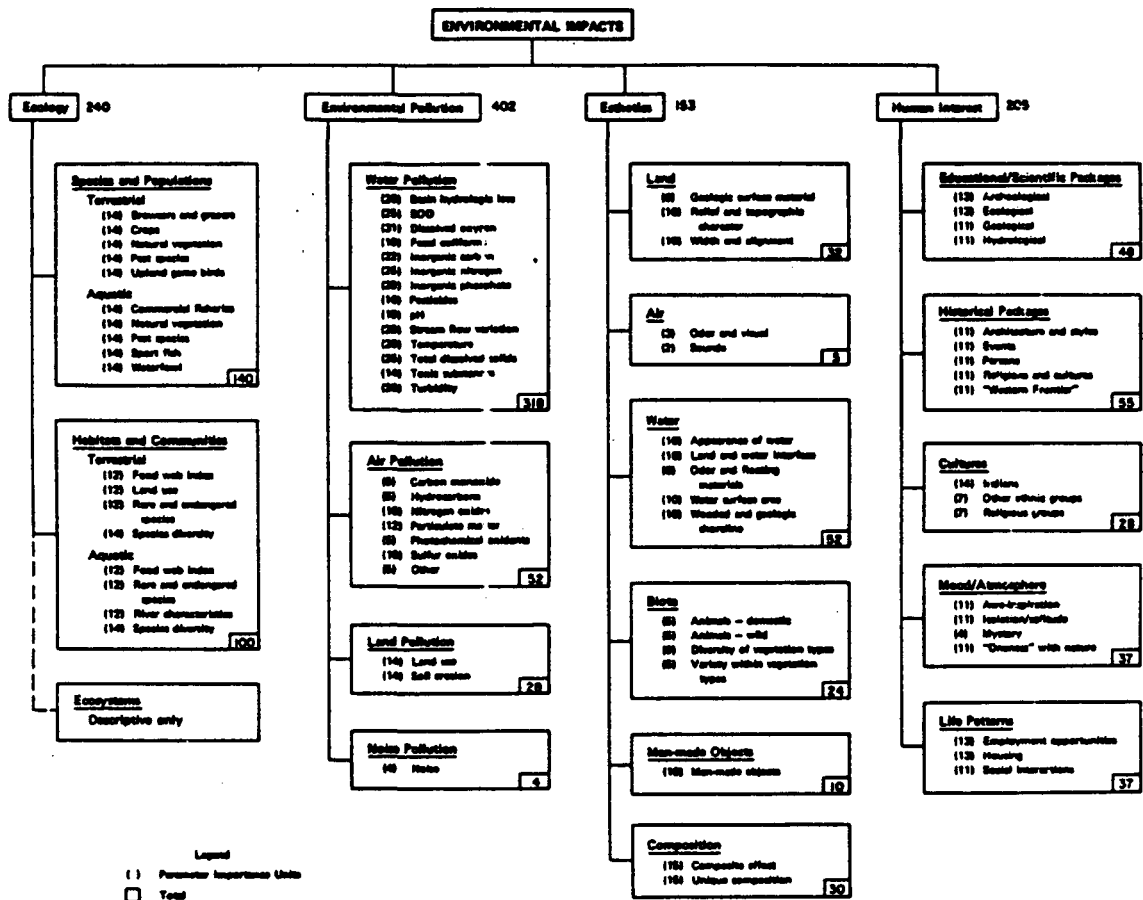 ENVIRONMENTAL IMPACTS
Ecology 240
Species and Populations
Terrestrial
(14) Browsers and grazers
(14) Crops
(14) Natural vegetation
(14) Pest species
(14) Upland game birds
Aquatic
(14) Commercial fisheries
(14) Natural vegetation
(14) Pest species
(14) Sport fish
(14) Waterfowl
140
Habitats and Communities
Terrestrial
(12) Food web index
(12) Land use
(12) Rare and endangered
species
(14) Species diversity
Aquatic
(12) Food web index
(12) Rare and endangered
species
(12) River characteristics
(14) Species diversity
100
Ecosystems
Descriptive only
Environmental Pollution 402
Water Pollution
(20) Basin hydrologic loss
(25) BOD
(31) Dissolved oxygen
(18) Fecal coliforms
(22) Inorganic carbon
(25) Inorganic nitrogen
(28) Inorganic phosphate
(16) Pesticides
(18) pH
(28) Stream flow variation
(28) Temperature
(25) Total dissolved solids
(14) Toxic substances
(20) Turbidity
318
Air Pollution
(5) Carbon monoxide
(5) Hydrocarbons
(10) Nitrogen oxides
(12) Particulate matter
(5) Photochemical oxidants
(10) Sulfur oxides
(5) Other
52
Land Pollution
(14) Land use
(14) Soil erosion
28
Noise Pollution
(4) Noise
4
Esthetics 153
Land
(6) Geologic surface material
(16) Relief and topographic
character
(10) Width and alignment
32
Air
(3) Odor and visual
(2) Sounds
5
Water
(10) Appearance of water
(16) Land and water interface
(6) Odor and floating
materials
(10) Water surface area
(10) Wooded and geologic
shoreline
52
Biota
(5) Animals – domestic
(5) Animals – wild
(9) Diversity of vegetation types
(5) Variety within vegetation
types
24
Man-made Objects
(10) Man-made objects
10
Composition
(15) Composite effect
(15) Unique composition
30
Human Interest 205
Educational/Scientific Packages
(13) Archeological
(13) Ecological
(11) Geological
(11) Hydrological
48
Historical Packages
(11) Architecture and styles
(11) Events
(11) Persons
(11) Religions and cultures
(11) "Western Frontier"
55
Cultures
(14) Indians
(7) Other ethnic groups
(7) Religious groups
28
Mood/Atmosphere
(11) Awe-inspiration
(11) Isolation/solitude
(4) Mystery
(11) "Oneness" with nature
37
Life Patterns
(13) Employment opportunities
(13) Housing
(11) Social interactions
37
Legend
( ) Parameter Importance Units
Total